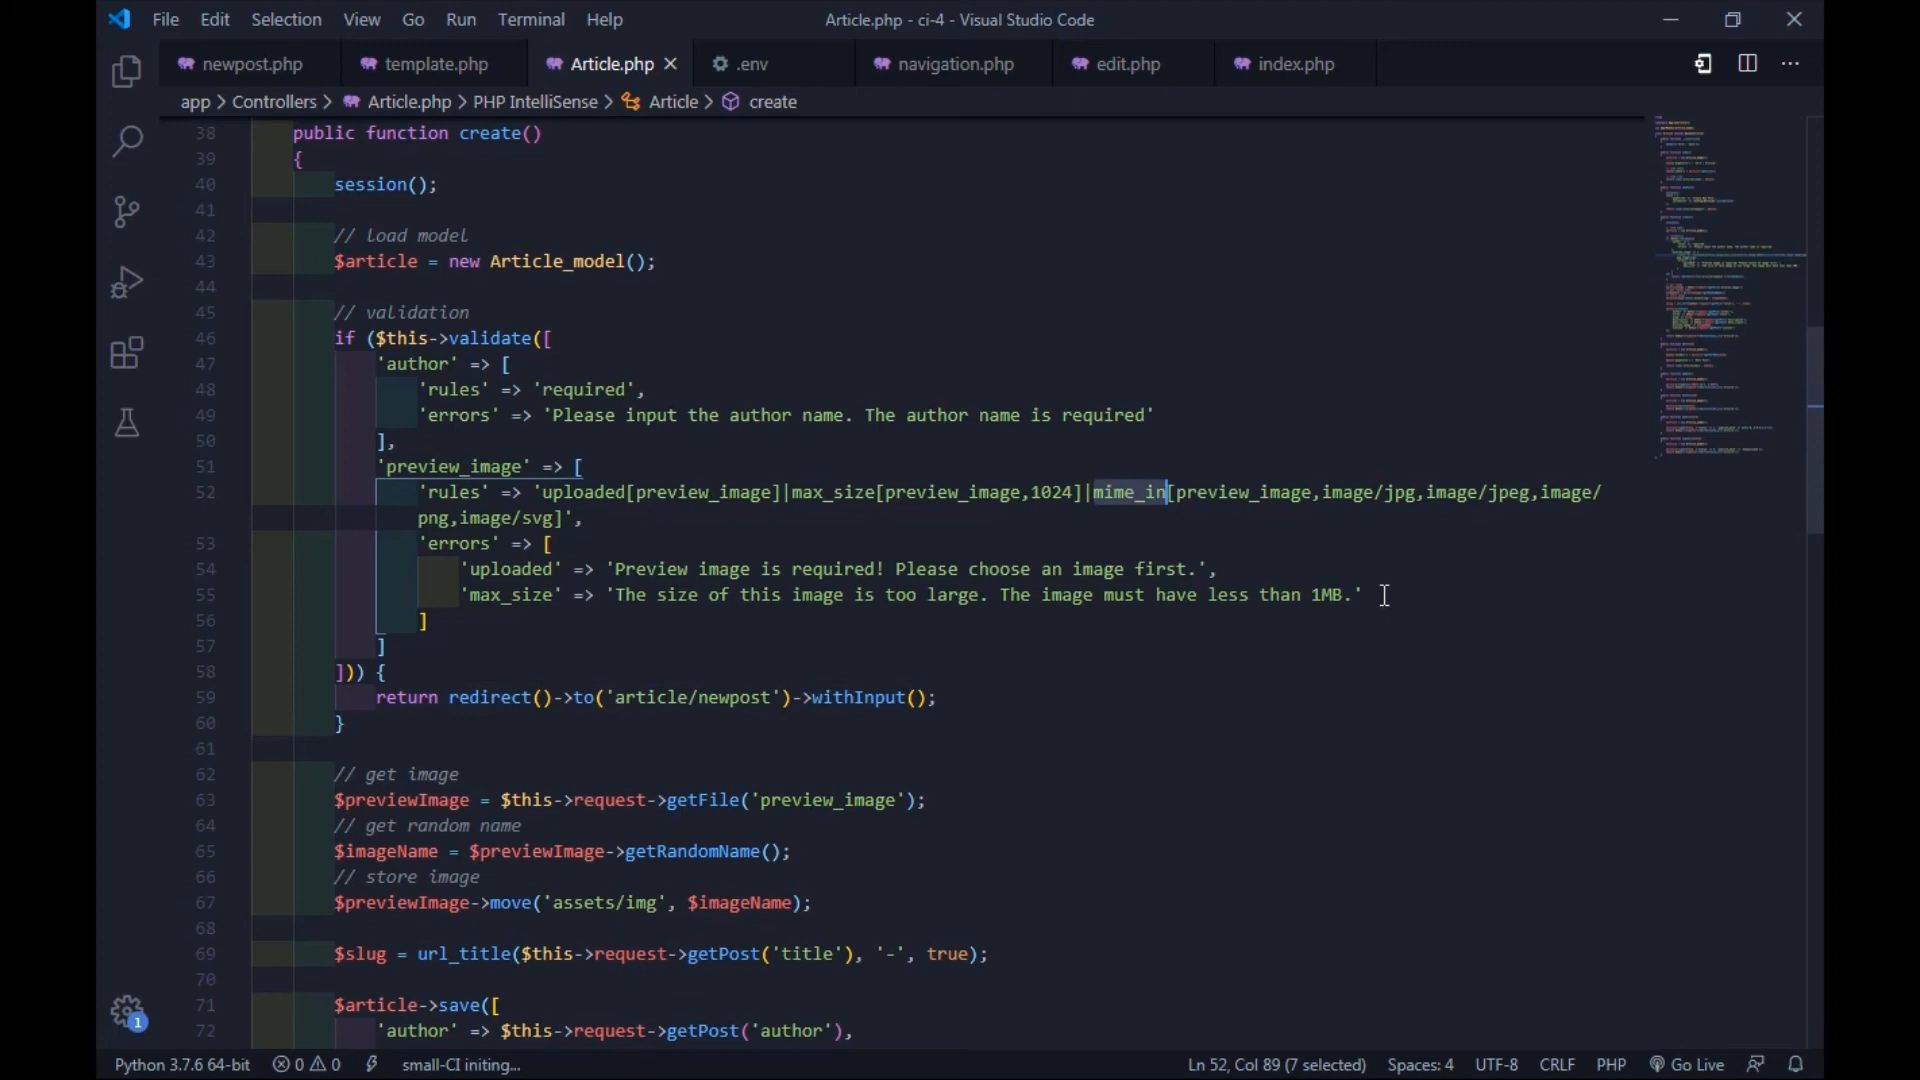 File Edit Selection View Go Run Terminal Help Article.php - ci-4 - Visual Studio Code
newpost.php template.php Article.php .env navigation.php edit.php index.php
app > Controllers > Article.php > PHP IntelliSense > Article > create
38 public function create()
39 {
40 session();
41
42 // load model
43 $article = new Article_model();
44
45 // validation
46 if ($this->validate([
47 'author' => [
48 'rules' => 'required',
49 'errors' => 'Please input the author name. The author name is required'
50 ],
51 'preview_image' => [
52 'rules' => 'uploaded[preview_image]|max_size[preview_image,1024]|mime_in[preview_image,image/jpg,image/jpeg,image/
png,image/svg]',
53 'errors' => [
54 'uploaded' => 'Preview image is required! Please choose an image first.',
55 'max_size' => 'The size of this image is too large. The image must have less than 1MB.'
56 ]
57 ]
58 ])) {
59 return redirect()->to('article/newpost')->withInput();
60 }
61
62 // get image
63 $previewImage = $this->request->getFile('preview_image');
64 // get random name
65 $imageName = $previewImage->getRandomName();
66 // store image
67 $previewImage->move('assets/img', $imageName);
68
69 $slug = url_title($this->request->getPost('title'), '-', true);
70
71 $article->save([
72 'author' => $this->request->getPost('author'),
1
Python 3.7.6 64-bit 0 0 small-CI initing... Ln 52, Col 89 (7 selected) Spaces: 4 UTF-8 CRLF PHP Go Live